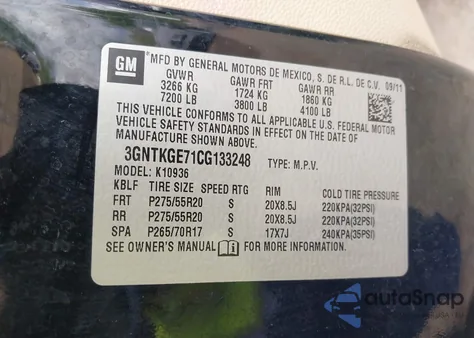 GM
MFD BY GENERAL MOTORS DE MEXICO, S. DE R.L. DE C.V. 09/11
GVWR GAWR FRT GAWR RR
3266 KG 1724 KG 1860 KG
7200 LB 3800 LB 4100 LB
THIS VEHICLE CONFORMS TO ALL APPLICABLE U.S. FEDERAL MOTOR
VEHICLE SAFETY STANDARDS IN EFFECT ON THE DATE OF
MANUFACTURE SHOWN ABOVE.
3GNTKGE71CG133248 TYPE: M.P.V.
MODEL: K10936
KBLF TIRE SIZE SPEED RTG RIM COLD TIRE PRESSURE
FRT P275/55R20 S 20X8.5J 220KPA(32PSI)
RR P275/55R20 S 20X8.5J 220KPA(32PSI)
SPA P265/70R17 S 17X7J 240KPA(35PSI)
SEE OWNER'S MANUAL FOR MORE INFORMATION.
autoSnap